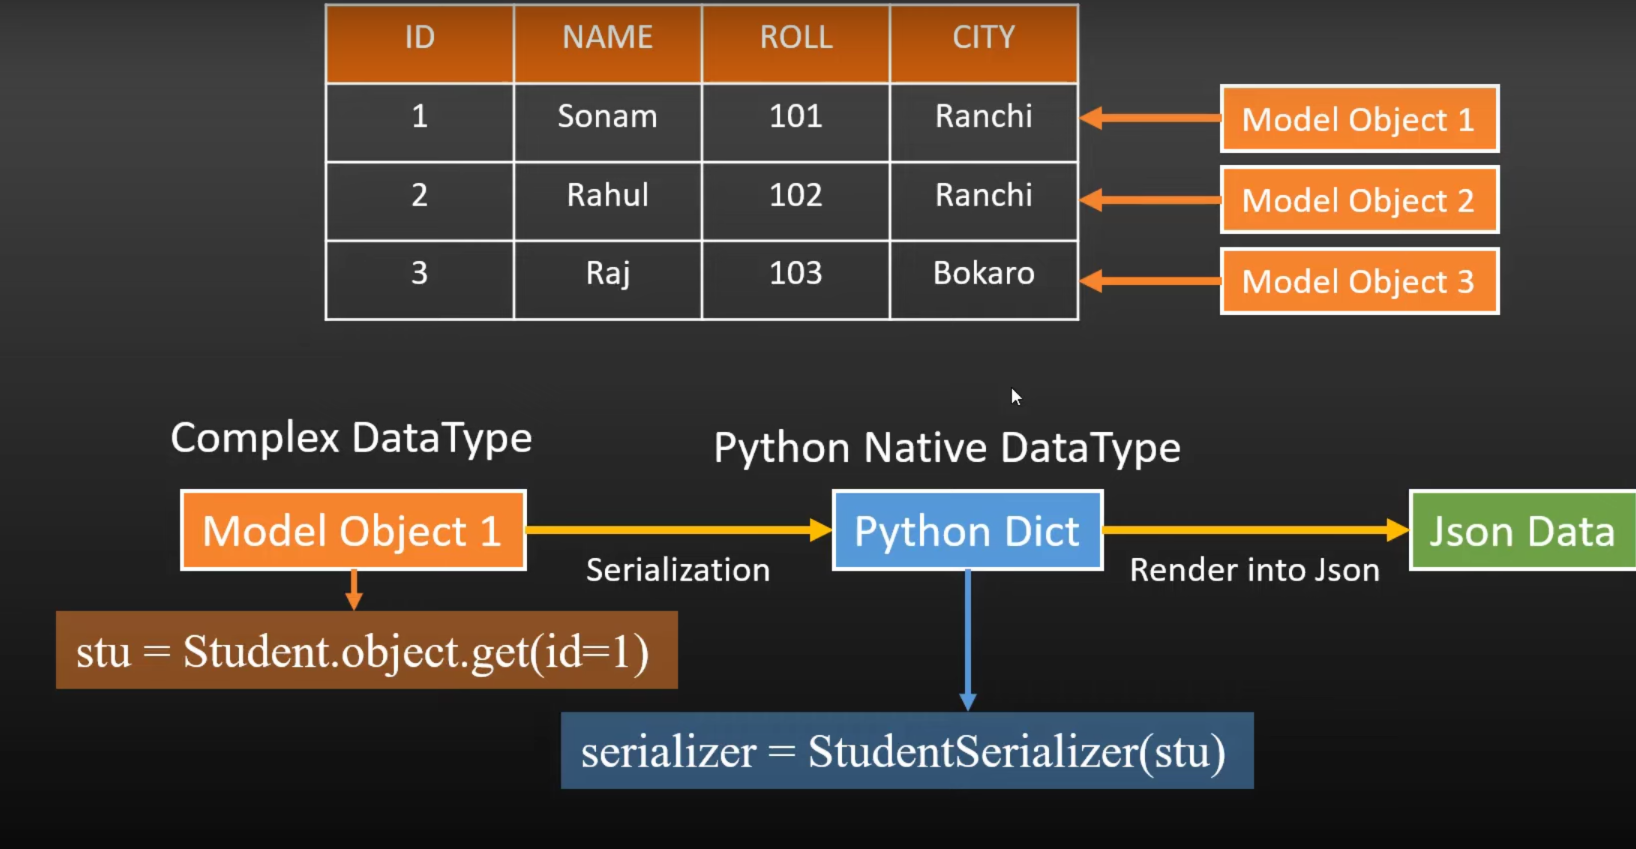 ID NAME ROLL CITY
1 Sonam 101 Ranchi
Model Object 1
2 Rahul 102 Ranchi
Model Object 2
3 Raj 103 Bokaro
Model Object 3
Complex DataType
Python Native DataType
Model Object 1
Serialization
Python Dict
Render into Json
Json Data
stu = Student.object.get(id=1)
serializer = StudentSerializer(stu)